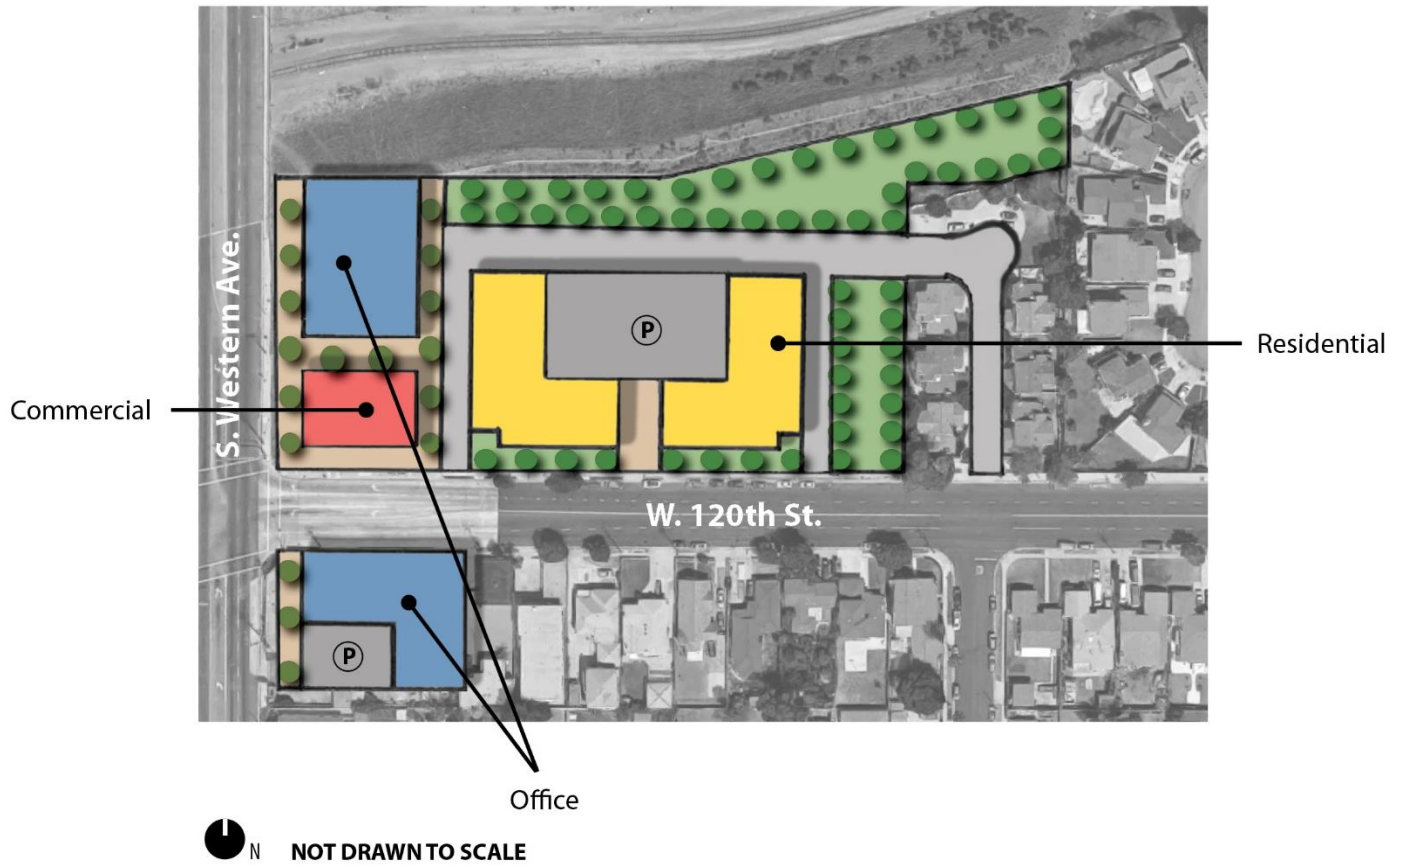 S. Western Ave.
P
Residential
Commercial
W. 120th St.
P
Office
N NOT DRAWN TO SCALE